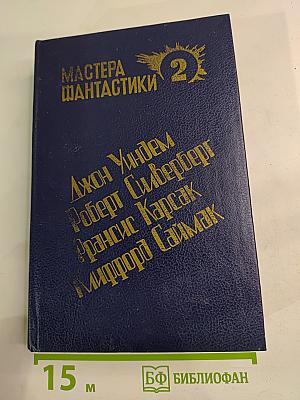 МАСТЕРА
ФАНТАСТИКИ 2
Джон Уиндем
Роберт Силверберг
Франсис Карсак
Клиффорд Саймак
15 м
БФ БИБЛИОФАН